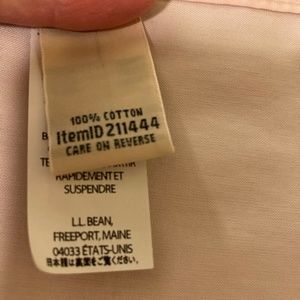 100% COTTON
ItemID 211444
CARE ON REVERSE
RAPIDEMENT ET
SUSPENDRE
L.L. BEAN,
FREEPORT, MAINE
04033 ÉTATS-UNIS
日本語は裏面をご覧ください